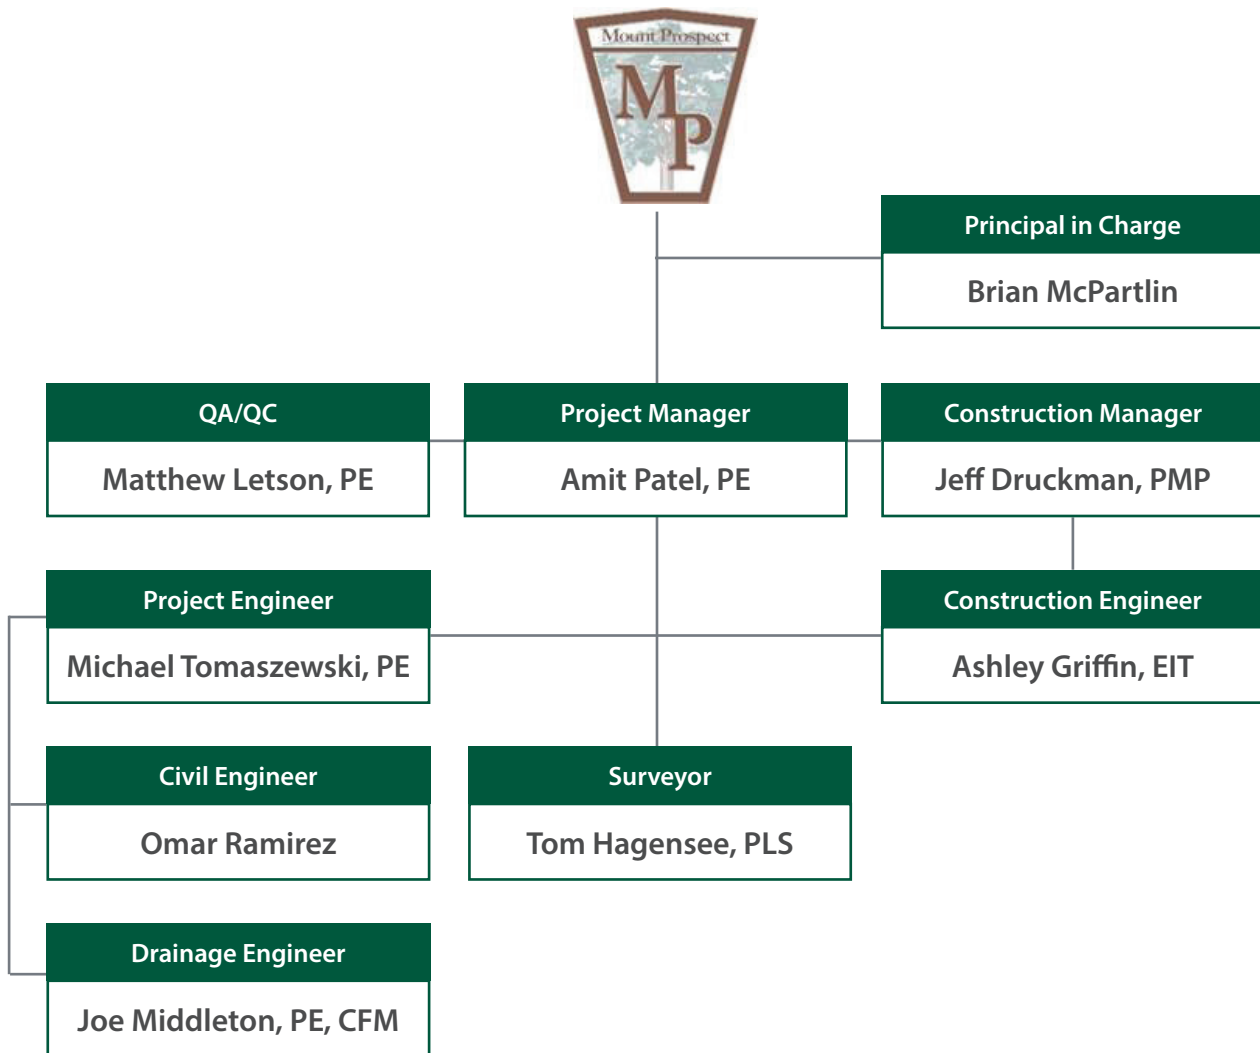 Mount Prospect
M
P
Principal in Charge
Brian McPartlin
QA/QC
Matthew Letson, PE
Project Manager
Amit Patel, PE
Construction Manager
Jeff Druckman, PMP
Project Engineer
Michael Tomaszewski, PE
Construction Engineer
Ashley Griffin, EIT
Civil Engineer
Omar Ramirez
Surveyor
Tom Hagensee, PLS
Drainage Engineer
Joe Middleton, PE, CFM